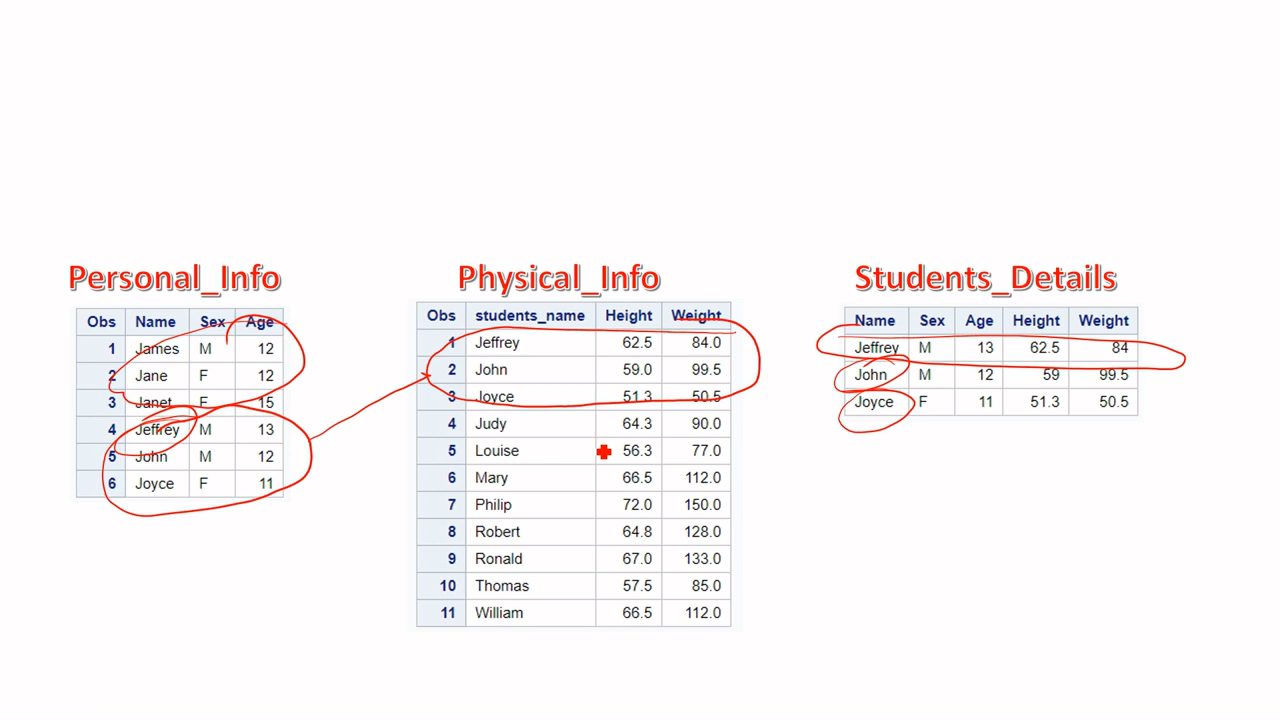 Personal_Info
Obs Name Sex Age
1 James M 12
2 Jane F 12
3 Janet F 15
4 Jeffrey M 13
5 John M 12
6 Joyce F 11
Physical_Info
Obs students_name Height Weight
1 Jeffrey 62.5 84.0
2 John 59.0 99.5
3 Joyce 51.3 50.5
4 Judy 64.3 90.0
5 Louise 56.3 77.0
6 Mary 66.5 112.0
7 Philip 72.0 150.0
8 Robert 64.8 128.0
9 Ronald 67.0 133.0
10 Thomas 57.5 85.0
11 William 66.5 112.0
Students_Details
Name Sex Age Height Weight
Jeffrey M 13 62.5 84
John M 12 59 99.5
Joyce F 11 51.3 50.5